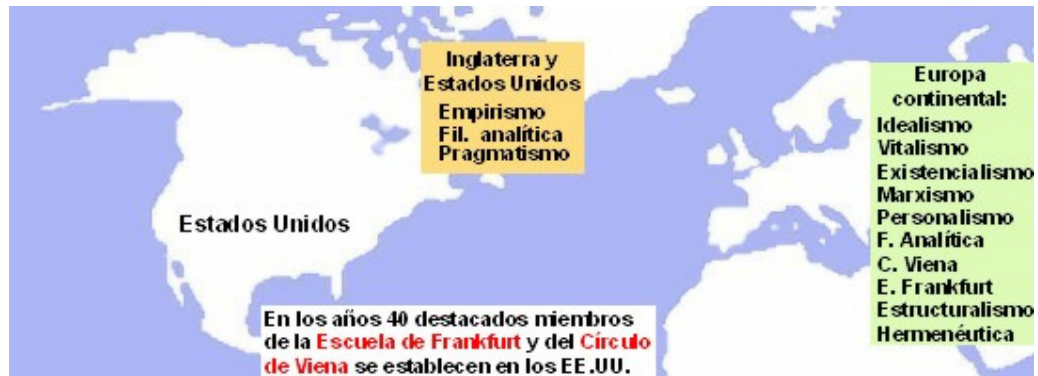 Inglaterra y
Estados Unidos
Empirismo
Fil. analítica
Pragmatismo
Europa
continental:
Idealismo
Vitalismo
Existencialismo
Marxismo
Personalismo
F. Analítica
C. Viena
E. Frankfurt
Estructuralismo
Hermenéutica
Estados Unidos
En los años 40 destacados miembros
de la Escuela de Frankfurt y del Círculo
de Viena se establecen en los EE.UU.